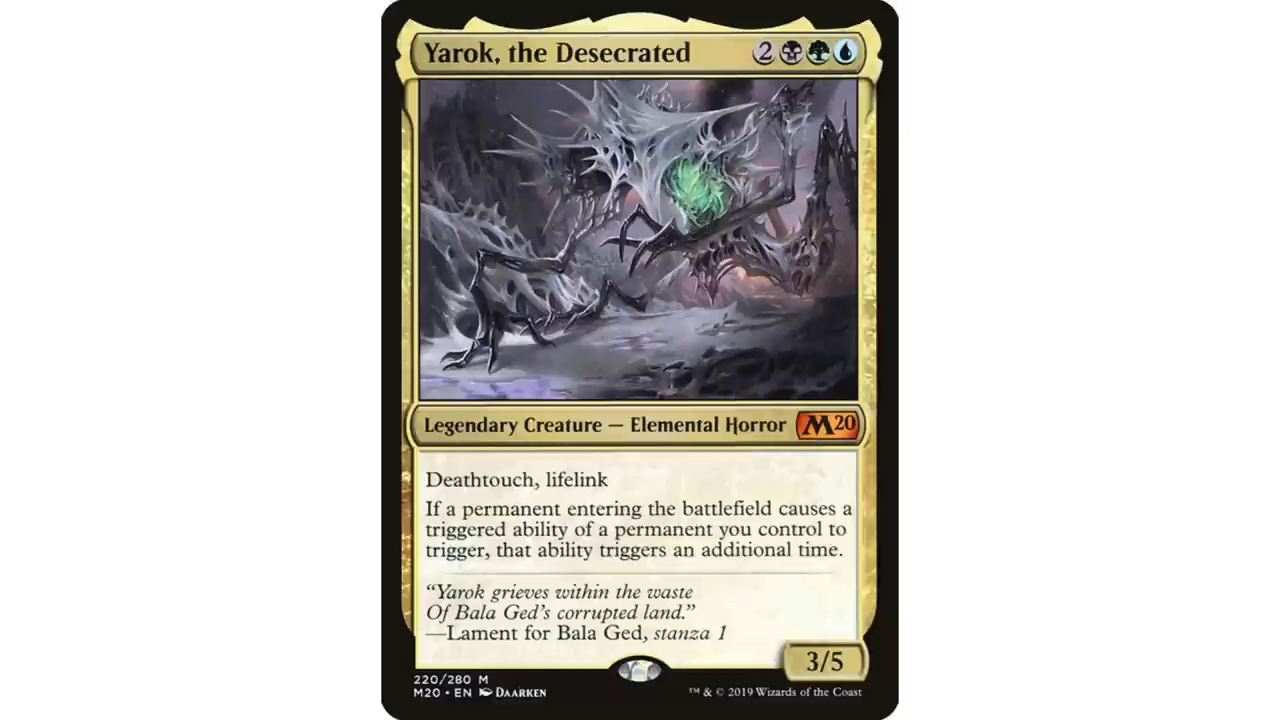 Yarok, the Desecrated 2
Legendary Creature — Elemental Horror M20
Deathtouch, lifelink
If a permanent entering the battlefield causes a
triggered ability of a permanent you control to
trigger, that ability triggers an additional time.
“Yarok grieves within the waste
Of Bala Ged’s corrupted land.”
—Lament for Bala Ged, stanza 1
3/5
220/280 M
M20 • EN DAARKEN
™ & © 2019 Wizards of the Coast